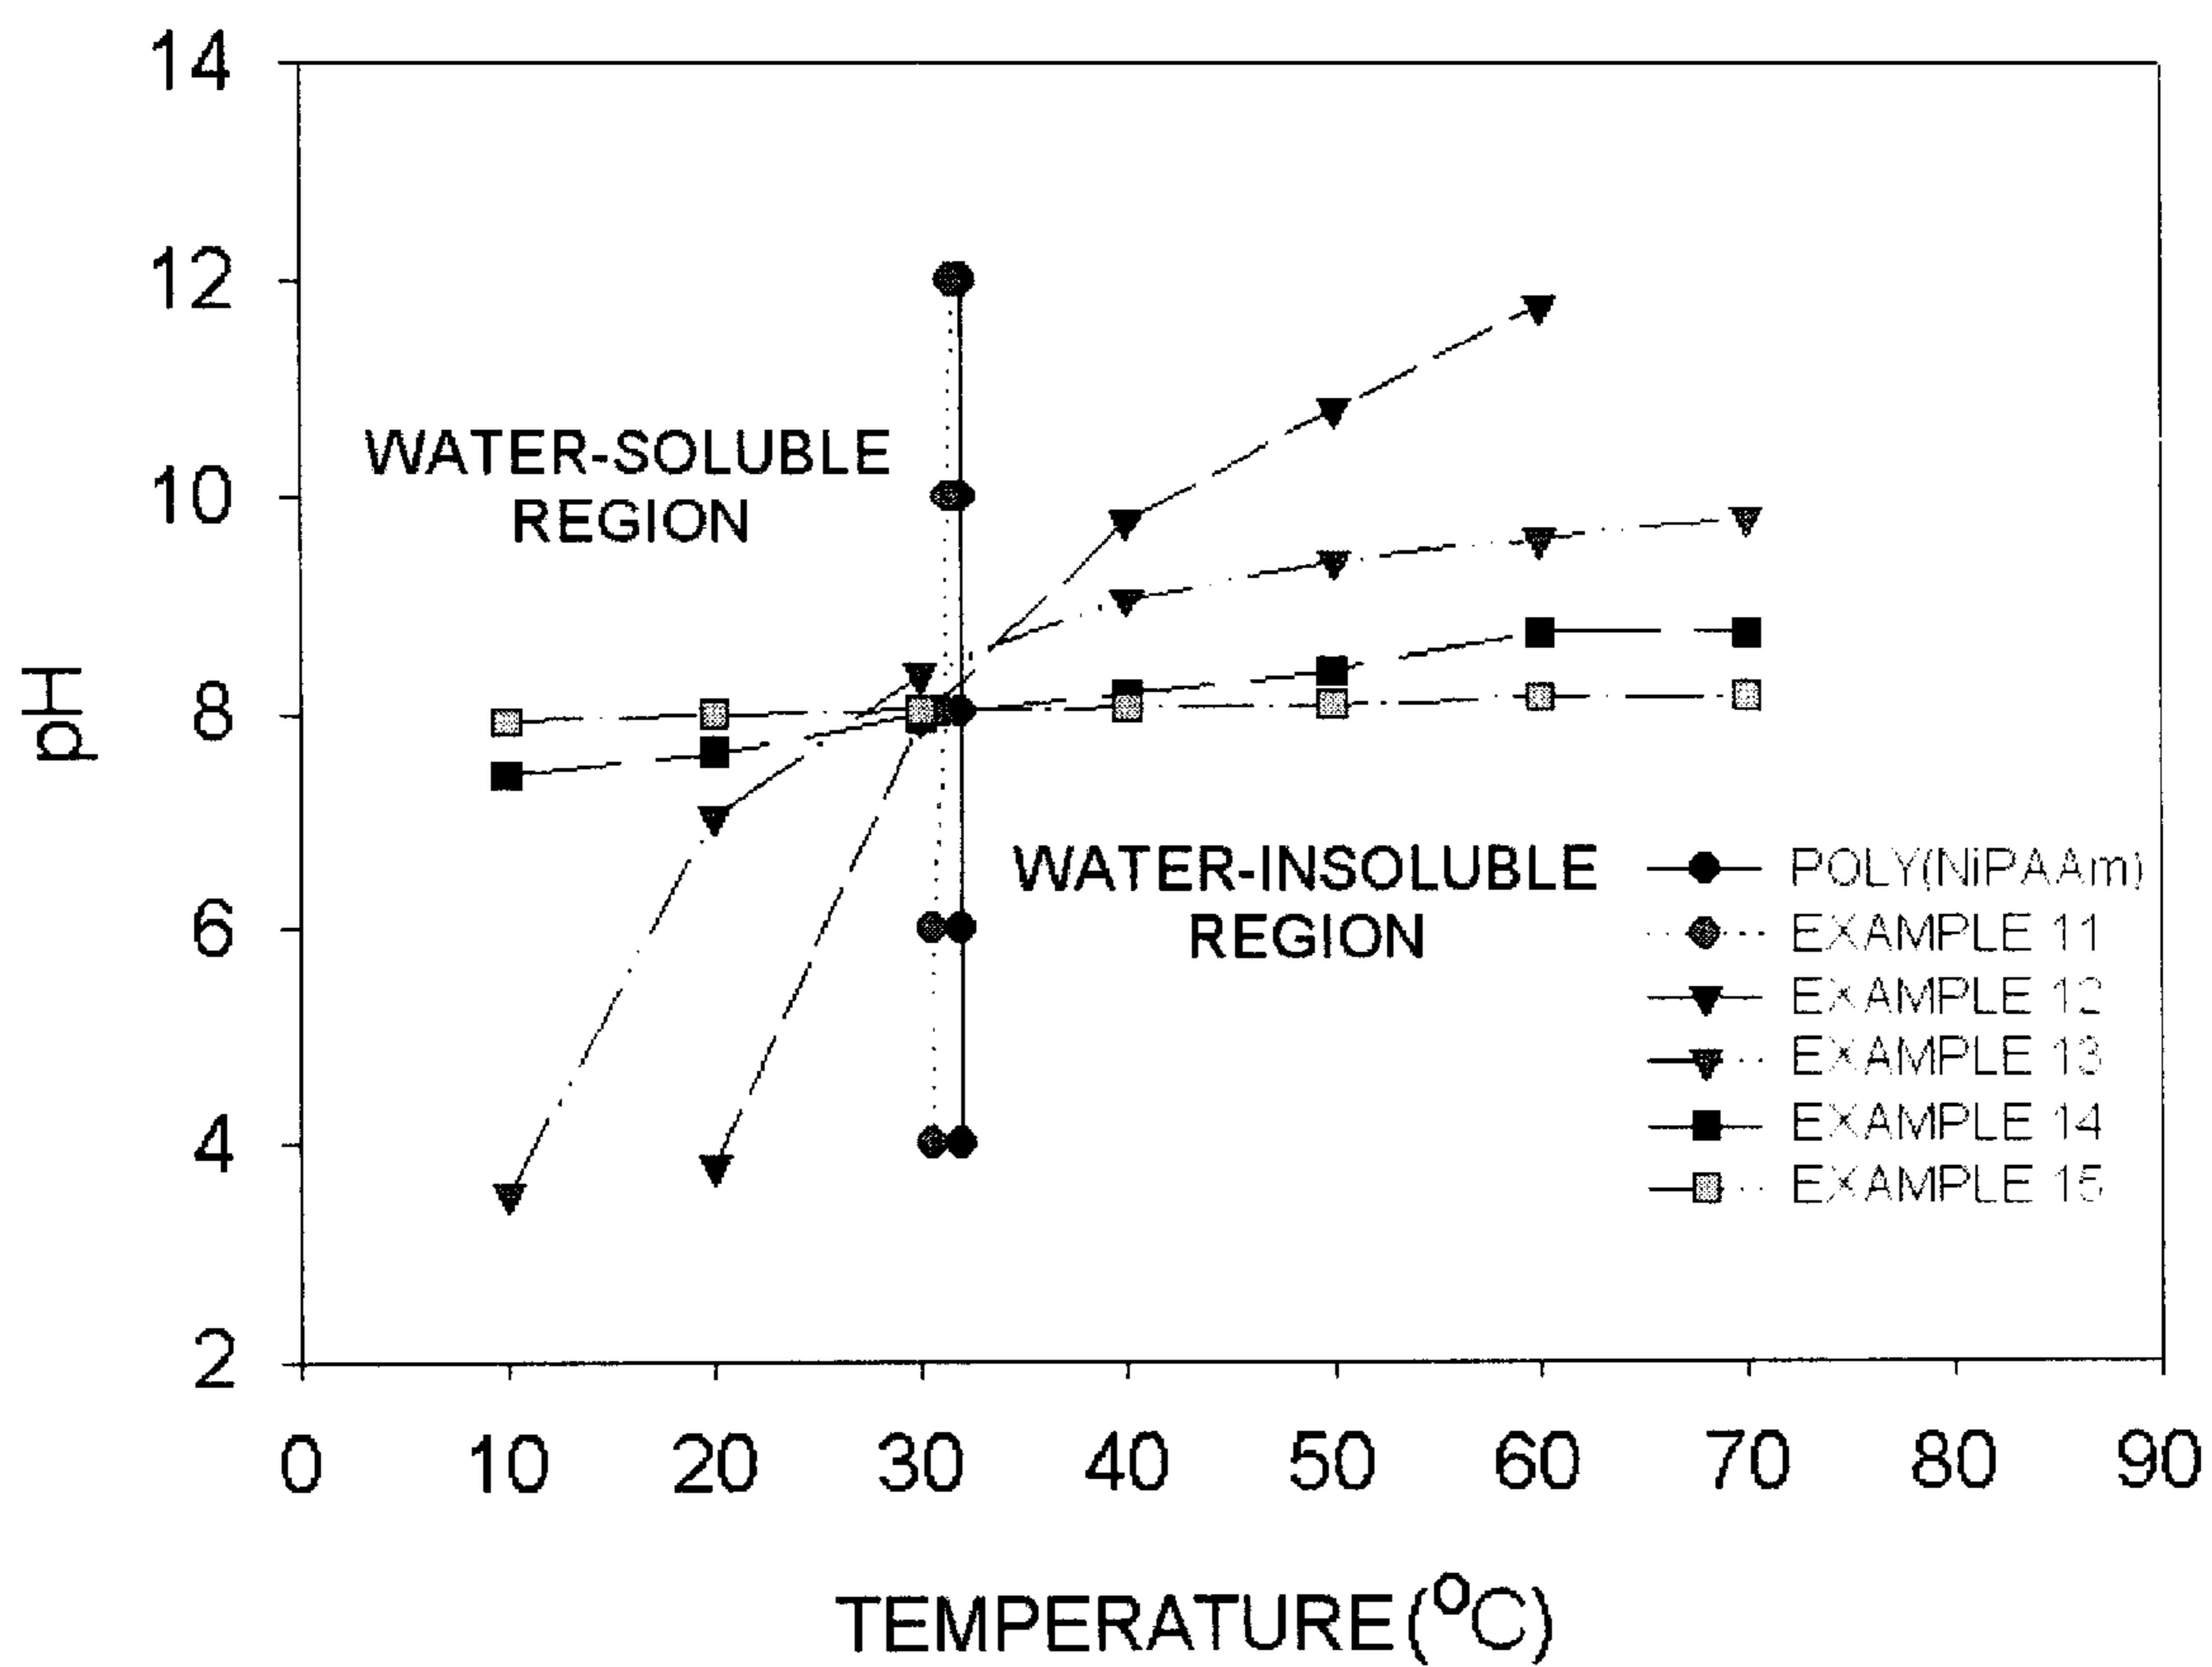 14
12
10
8
6
4
2
pH
WATER-SOLUBLE
REGION
WATER-INSOLUBLE
REGION
POLY(NiPAAm)
EXAMPLE 11
EXAMPLE 12
EXAMPLE 13
EXAMPLE 14
EXAMPLE 15
0 10 20 30 40 50 60 70 80 90
TEMPERATURE (°C)